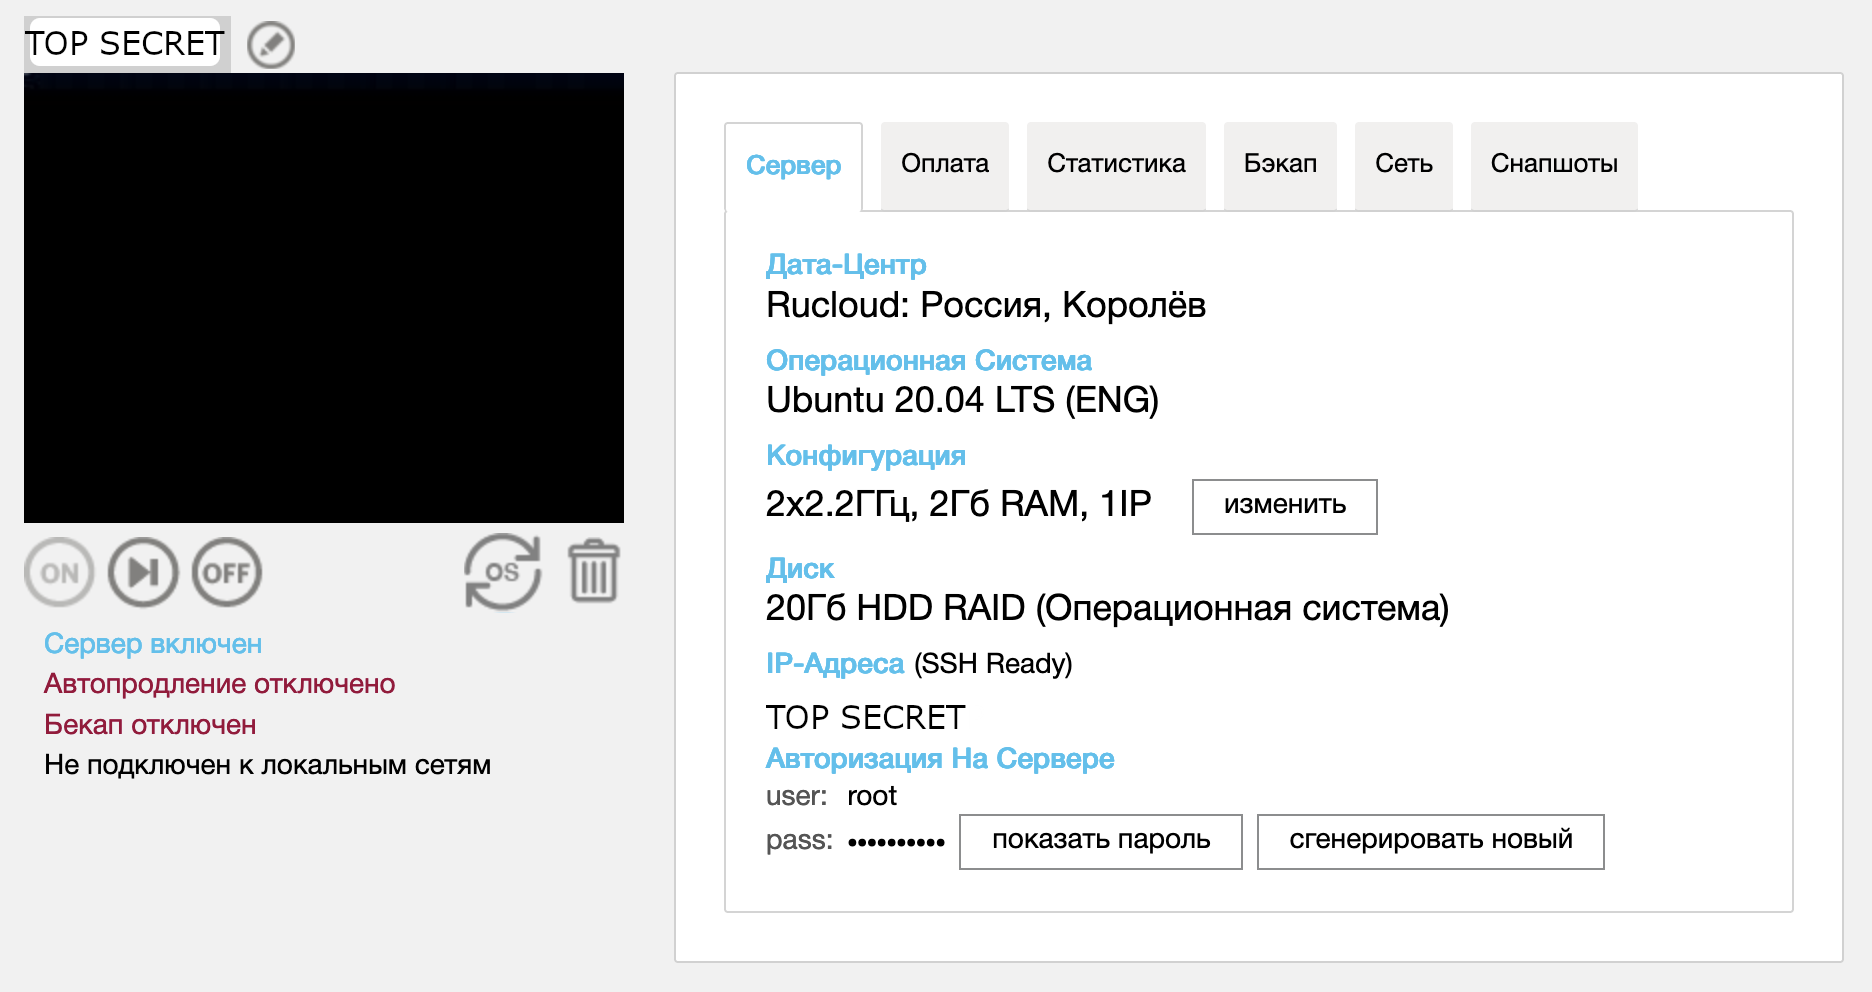 TOP SECRET
ON
OFF
OS
Сервер включен
Автопродление отключено
Бекап отключен
Не подключен к локальным сетям
Сервер
Оплата
Статистика
Бэкап
Сеть
Снапшоты
Дата-Центр
Rucloud: Россия, Королёв
Операционная Система
Ubuntu 20.04 LTS (ENG)
Конфигурация
2x2.2ГГц, 2Гб RAM, 1IP изменить
Диск
20Гб HDD RAID (Операционная система)
IP-Адреса (SSH Ready)
TOP SECRET
Авторизация На Сервере
user: root
pass: •••••••••• показать пароль сгенерировать новый